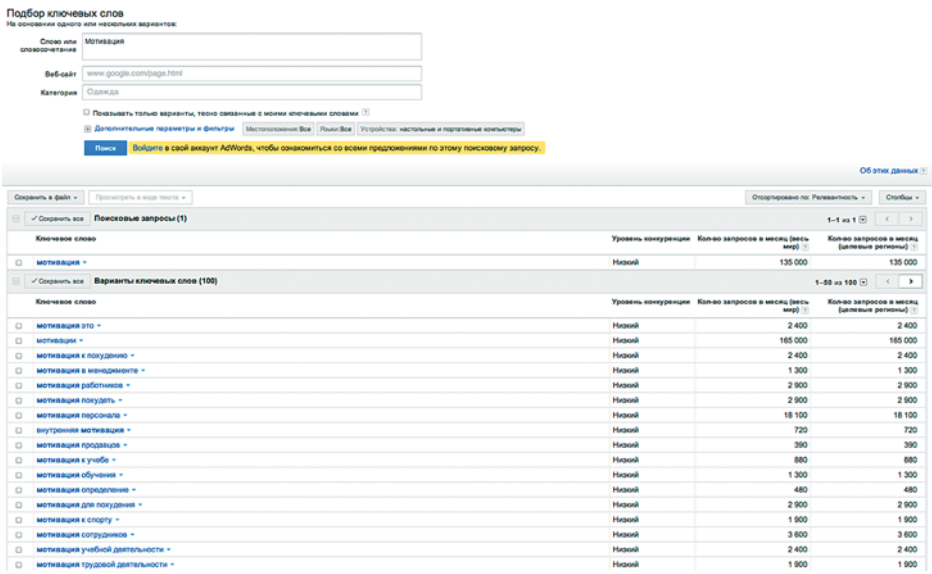 Подбор ключевых слов
На основании одного или нескольких вариантов:
Слово или словосочетание Мотивация
Веб-сайт www.google.com/page.html
Категория Одежда
Показывать только варианты, тесно связанные с моими ключевыми словами ?
Дополнительные параметры и фильтры Местоположения:Все Языки:Все Устройства: настольные и портативные компьютеры
Поиск Войдите в свой аккаунт AdWords, чтобы ознакомиться со всеми предложениями по этому поисковому запросу.
Об этих данных ?
Сохранить в файл Просмотреть в виде текста Отсортировано по: Релевантность Столбцы
✓ Сохранить все Поисковые запросы (1) 1–1 из 1
Ключевое слово Уровень конкуренции Кол-во запросов в месяц (весь мир) ? Кол-во запросов в месяц (целевые регионы) ?
мотивация Низкий 135 000 135 000
✓ Сохранить все Варианты ключевых слов (100) 1–50 из 100
Ключевое слово Уровень конкуренции Кол-во запросов в месяц (весь мир) ? Кол-во запросов в месяц (целевые регионы) ?
мотивация это Низкий 2 400 2 400
мотивации Низкий 165 000 165 000
мотивация к похудению Низкий 2 400 2 400
мотивация в менеджменте Низкий 1 300 1 300
мотивация работников Низкий 2 900 2 900
мотивация похудеть Низкий 2 900 2 900
мотивация персонала Низкий 18 100 18 100
внутренняя мотивация Низкий 720 720
мотивация продавцов Низкий 390 390
мотивация к учебе Низкий 880 880
мотивация обучения Низкий 1 300 1 300
мотивация определение Низкий 480 480
мотивация для похудения Низкий 2 900 2 900
мотивация к спорту Низкий 1 900 1 900
мотивация сотрудников Низкий 3 600 3 600
мотивация учебной деятельности Низкий 2 400 2 400
мотивация трудовой деятельности Низкий 1 900 1 900